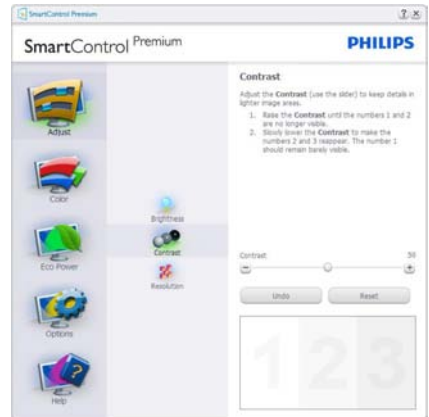 SmartControl Premium
SmartControl Premium
PHILIPS
Adjust
Color
Eco Power
Options
Help
Brightness
Contrast
Resolution
Contrast
Adjust the Contrast (use the slider) to keep details in
lighter image areas.
1. Raise the Contrast until the numbers 1 and 2
are no longer visible.
2. Slowly lower the Contrast to make the
numbers 2 and 3 reappear. The number 1
should remain barely visible.
Contrast 50
Undo Reset
1 2 3